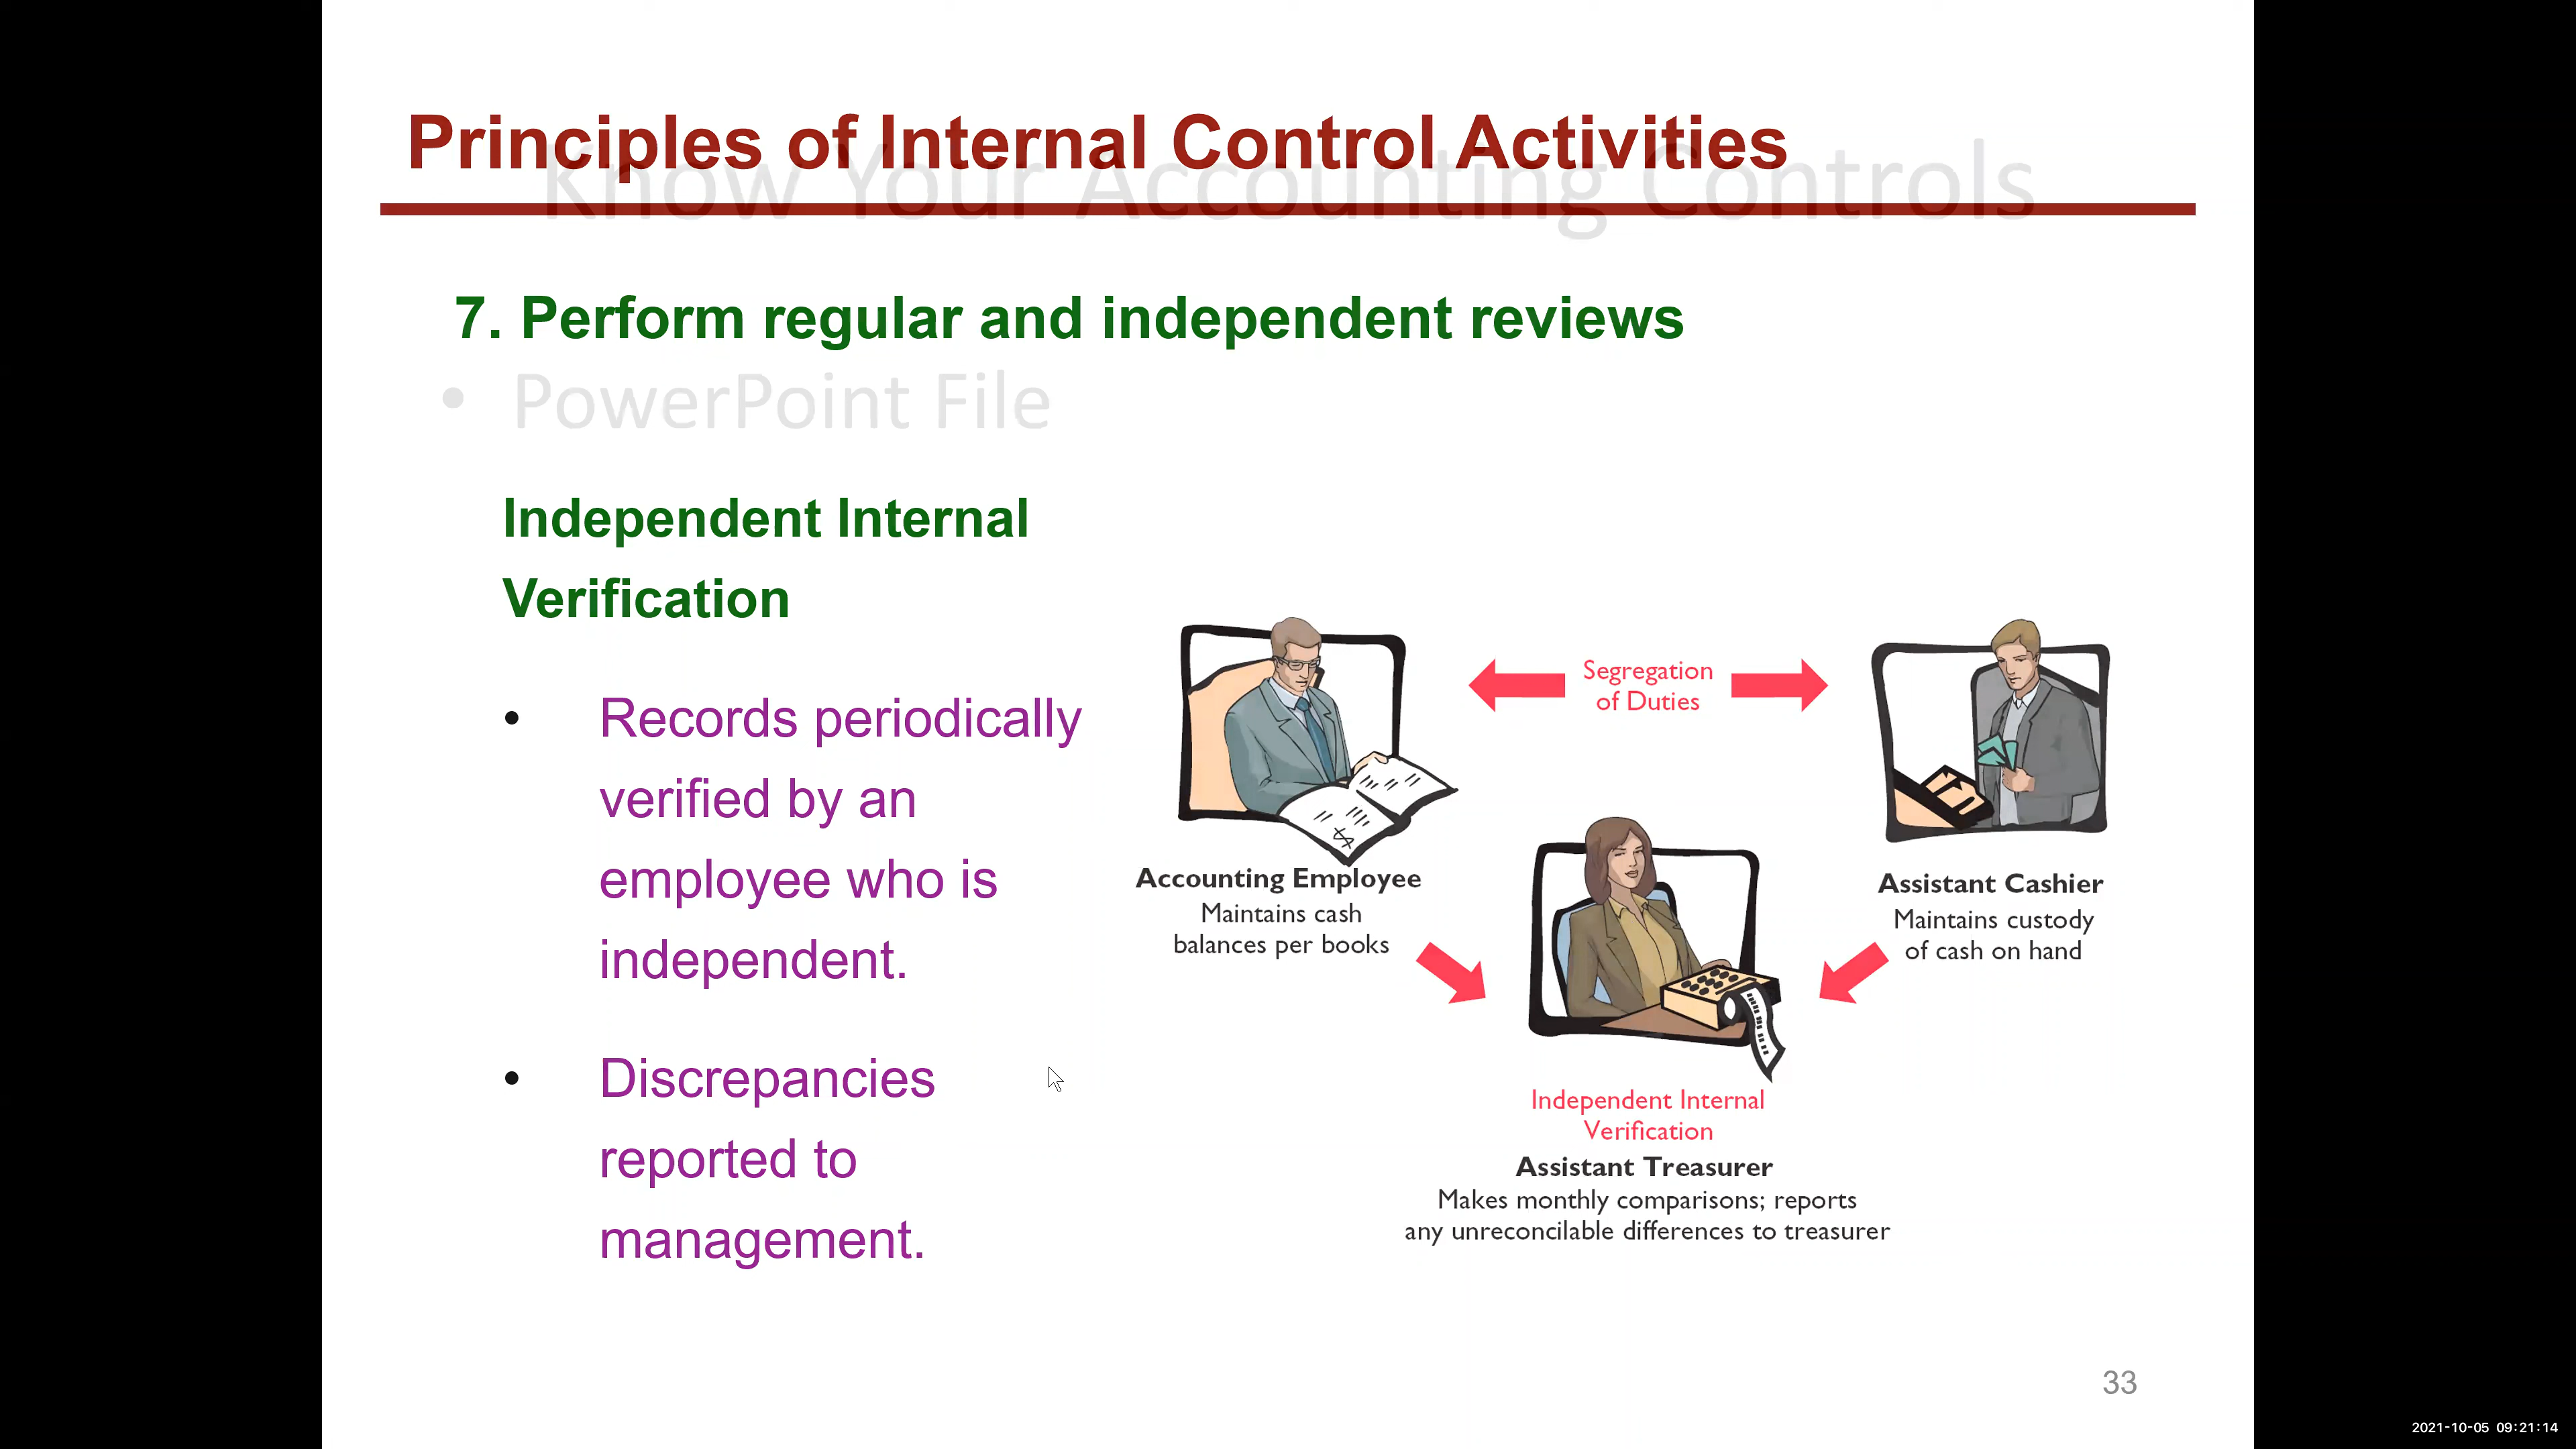 Principles of Internal Control Activities
Know Your Accounting Controls
7. Perform regular and independent reviews
• PowerPoint File
Independent Internal
Verification
• Records periodically
verified by an
employee who is
independent.
• Discrepancies
reported to
management.
Segregation
of Duties
Accounting Employee
Maintains cash
balances per books
Assistant Cashier
Maintains custody
of cash on hand
Independent Internal
Verification
Assistant Treasurer
Makes monthly comparisons; reports
any unreconcilable differences to treasurer
33
2021-10-05 09:21:14